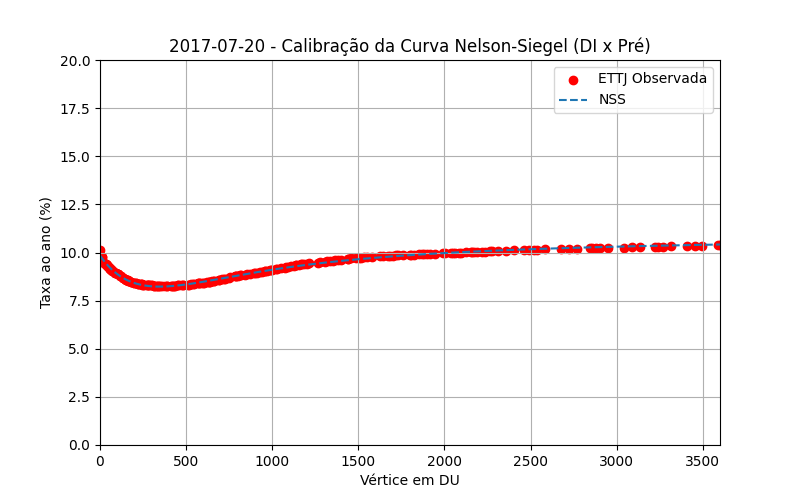 2017-07-20 - Calibração da Curva Nelson-Siegel (DI x Pré)
ETTJ Observada
NSS
Taxa ao ano (%)
20.0
17.5
15.0
12.5
10.0
7.5
5.0
2.5
0.0
0 500 1000 1500 2000 2500 3000 3500
Vértice em DU